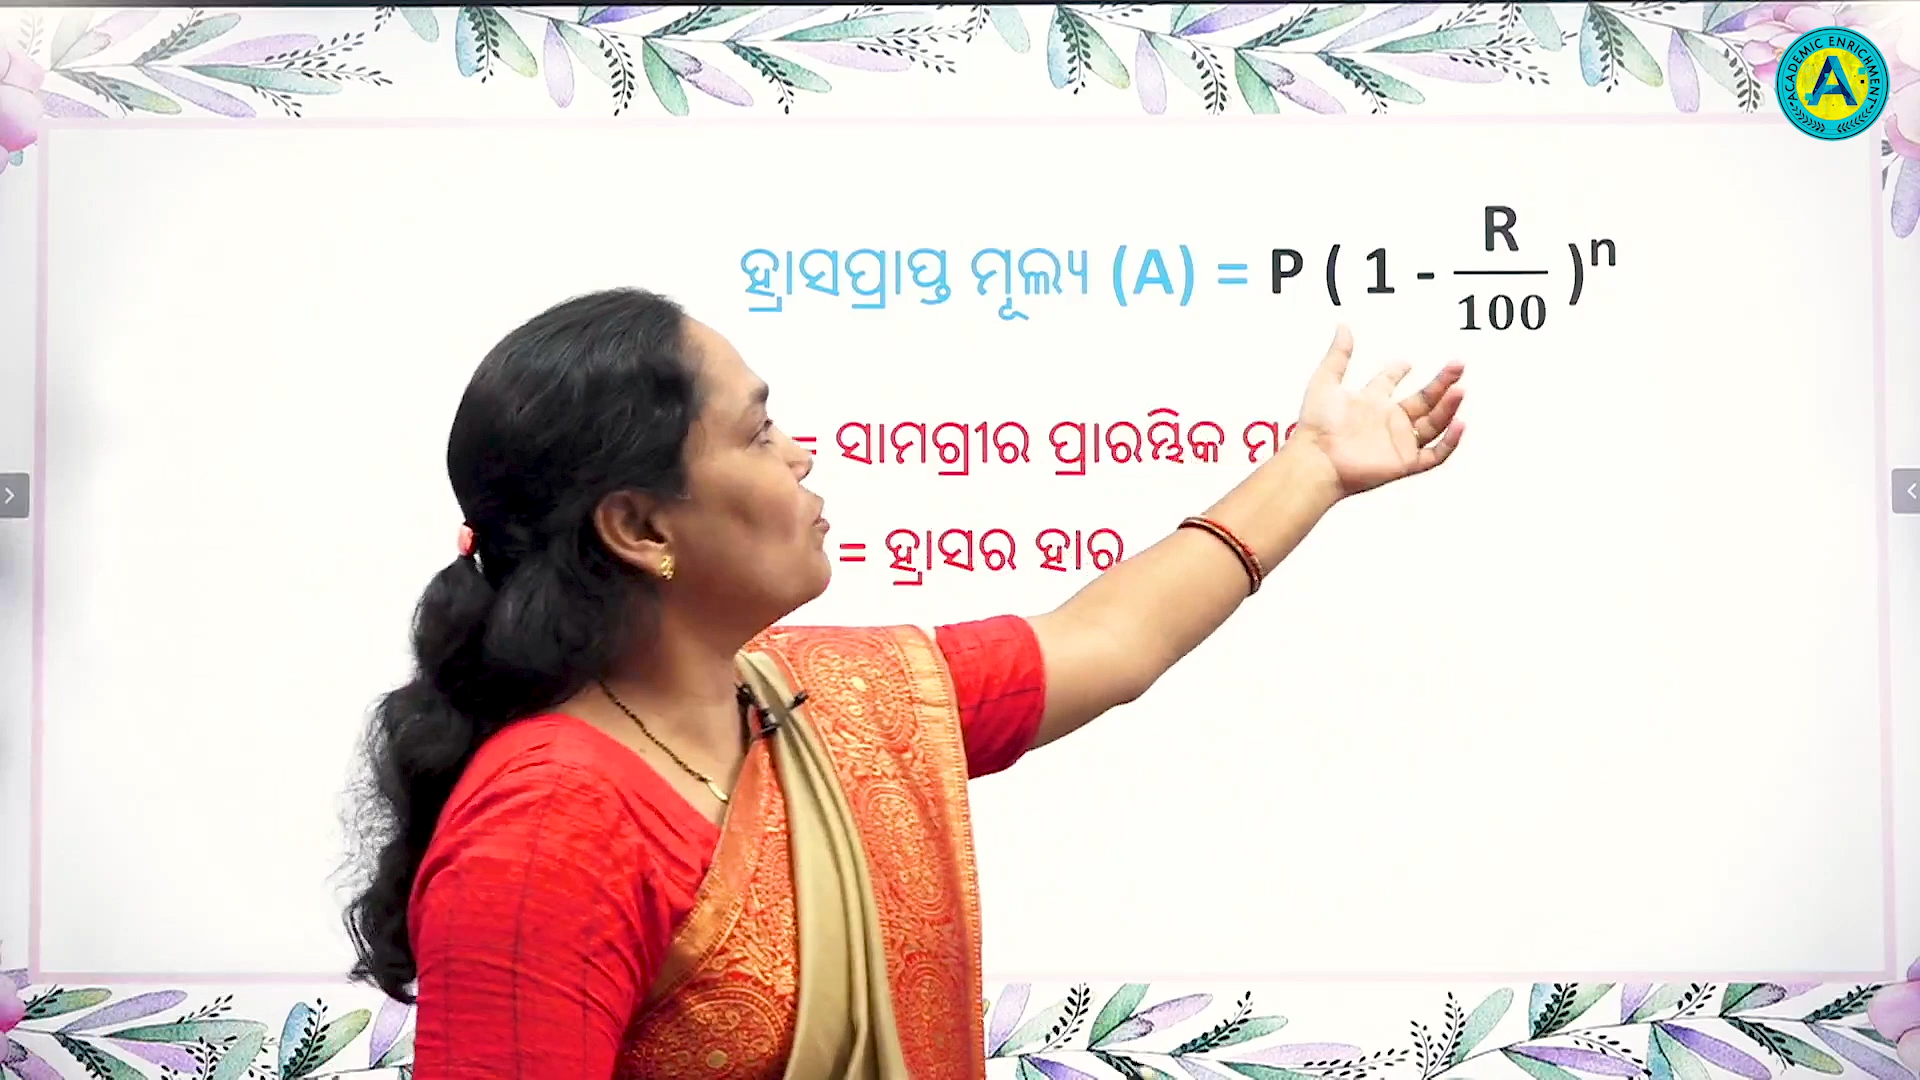 ACADEMIC ENRICHMENT
A
ହ୍ରାସପ୍ରାପ୍ତ ମୂଲ୍ୟ (A) = P ( 1 - R/100 )ⁿ
= ସାମଗ୍ରୀର ପ୍ରାରମ୍ଭିକ
= ହ୍ରାସର ହାର